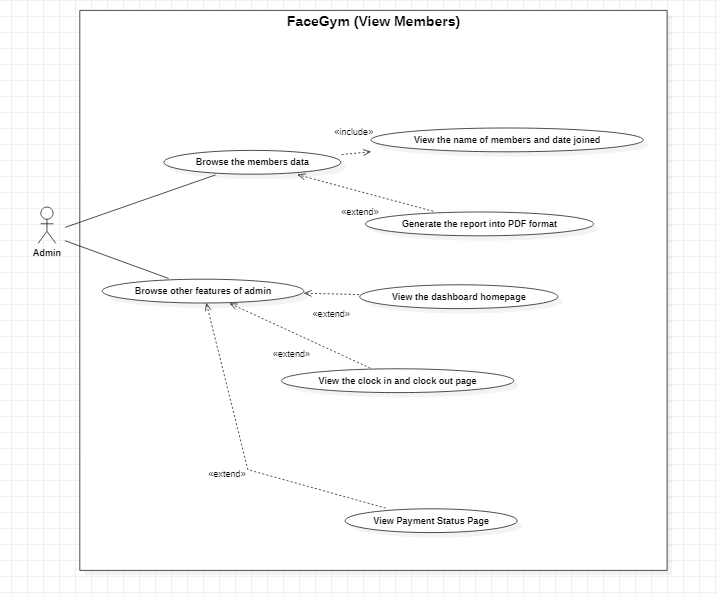 FaceGym (View Members)
«include»
View the name of members and date joined
Browse the members data
«extend»
Generate the report into PDF format
Admin
Browse other features of admin
View the dashboard homepage
«extend»
«extend»
View the clock in and clock out page
«extend»
View Payment Status Page